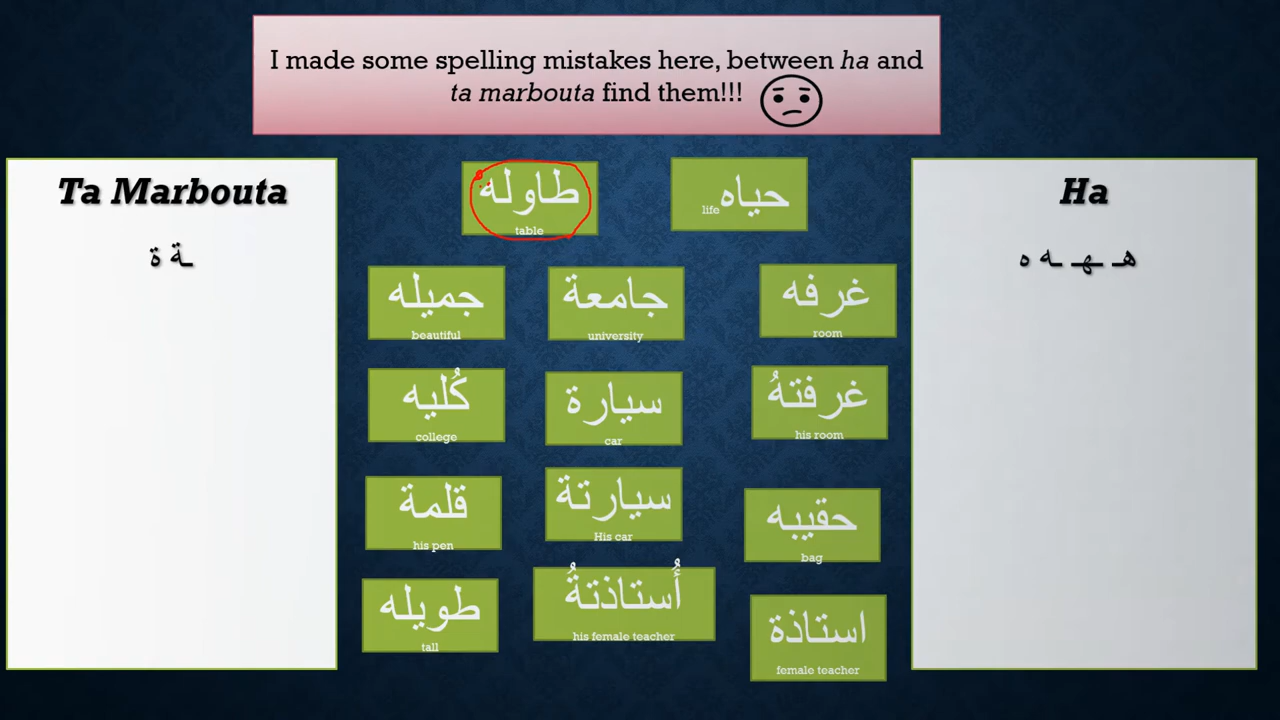 I made some spelling mistakes here, between ha and
ta marbouta find them!!!
Ta Marbouta
ـة ة
Ha
هـ ـهـ ـه ه
طاوله
table
حياه
life
جميله
beautiful
جامعة
university
غرفه
room
كُليه
college
سيارة
car
غرفتهُ
his room
قلمة
his pen
سيارتة
His car
حقيبه
bag
طويله
tall
أُستاذتةُ
his female teacher
استاذة
female teacher